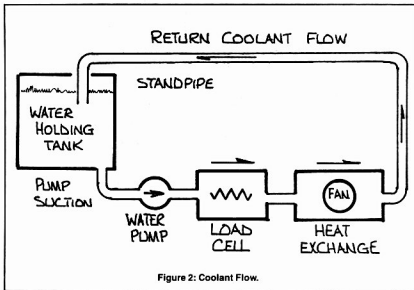 RETURN COOLANT FLOW
STANDPIPE
WATER
HOLDING
TANK
PUMP
SUCTION
WATER
PUMP
LOAD
CELL
FAN
HEAT
EXCHANGE
Figure 2: Coolant Flow.